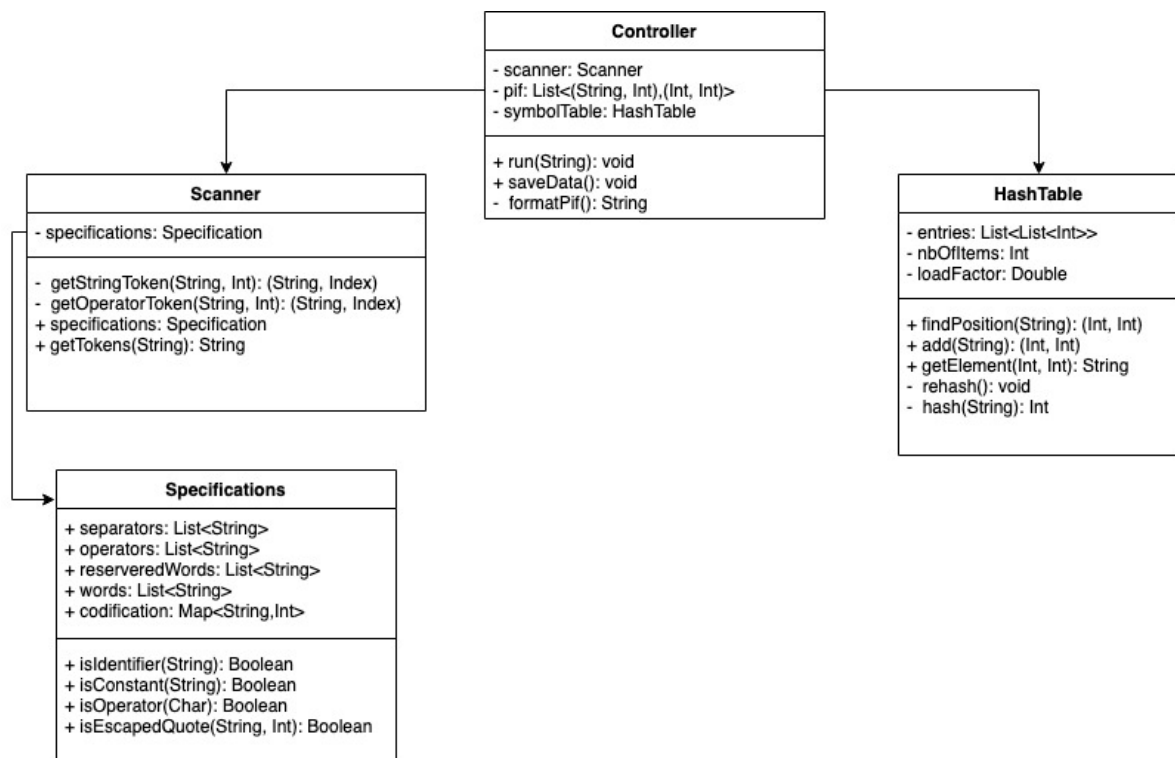 Controller
- scanner: Scanner
- pif: List<(String, Int),(Int, Int)>
- symbolTable: HashTable
+ run(String): void
+ saveData(): void
- formatPif(): String
Scanner
- specifications: Specification
- getStringToken(String, Int): (String, Index)
- getOperatorToken(String, Int): (String, Index)
+ specifications: Specification
+ getTokens(String): String
HashTable
- entries: List<List<Int>>
- nbOfItems: Int
- loadFactor: Double
+ findPosition(String): (Int, Int)
+ add(String): (Int, Int)
+ getElement(Int, Int): String
- rehash(): void
- hash(String): Int
Specifications
+ separators: List<String>
+ operators: List<String>
+ reserveredWords: List<String>
+ words: List<String>
+ codification: Map<String,Int>
+ isIdentifier(String): Boolean
+ isConstant(String): Boolean
+ isOperator(Char): Boolean
+ isEscapedQuote(String, Int): Boolean